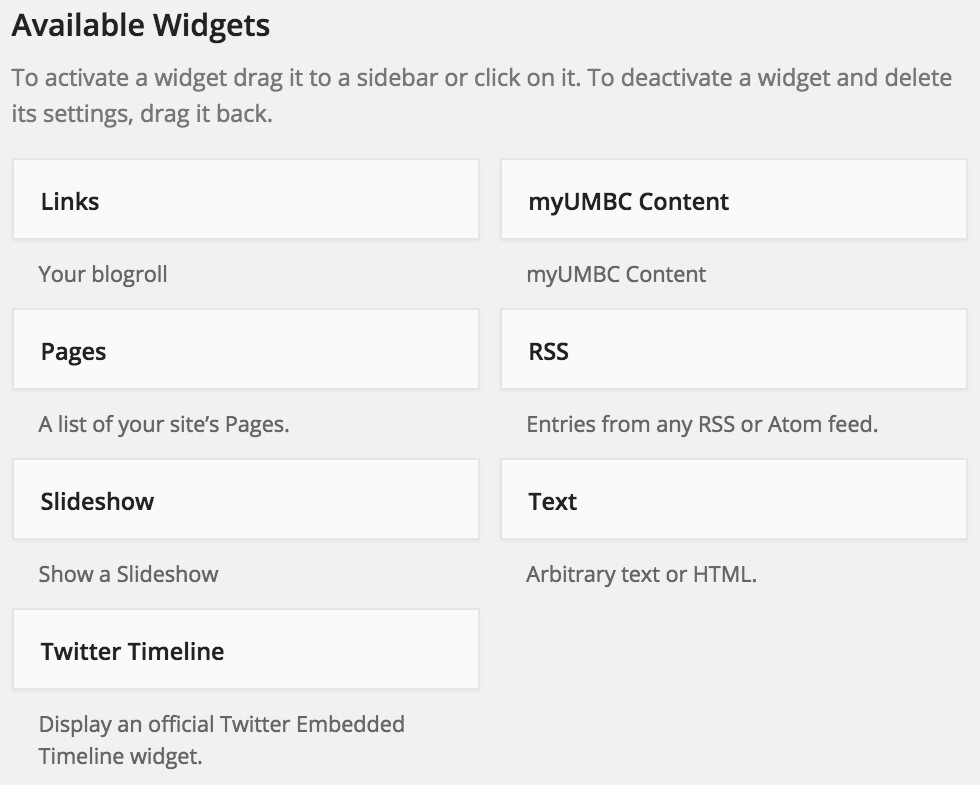 Available Widgets
To activate a widget drag it to a sidebar or click on it. To deactivate a widget and delete
its settings, drag it back.
Links
Your blogroll
myUMBC Content
myUMBC Content
Pages
A list of your site’s Pages.
RSS
Entries from any RSS or Atom feed.
Slideshow
Show a Slideshow
Text
Arbitrary text or HTML.
Twitter Timeline
Display an official Twitter Embedded
Timeline widget.